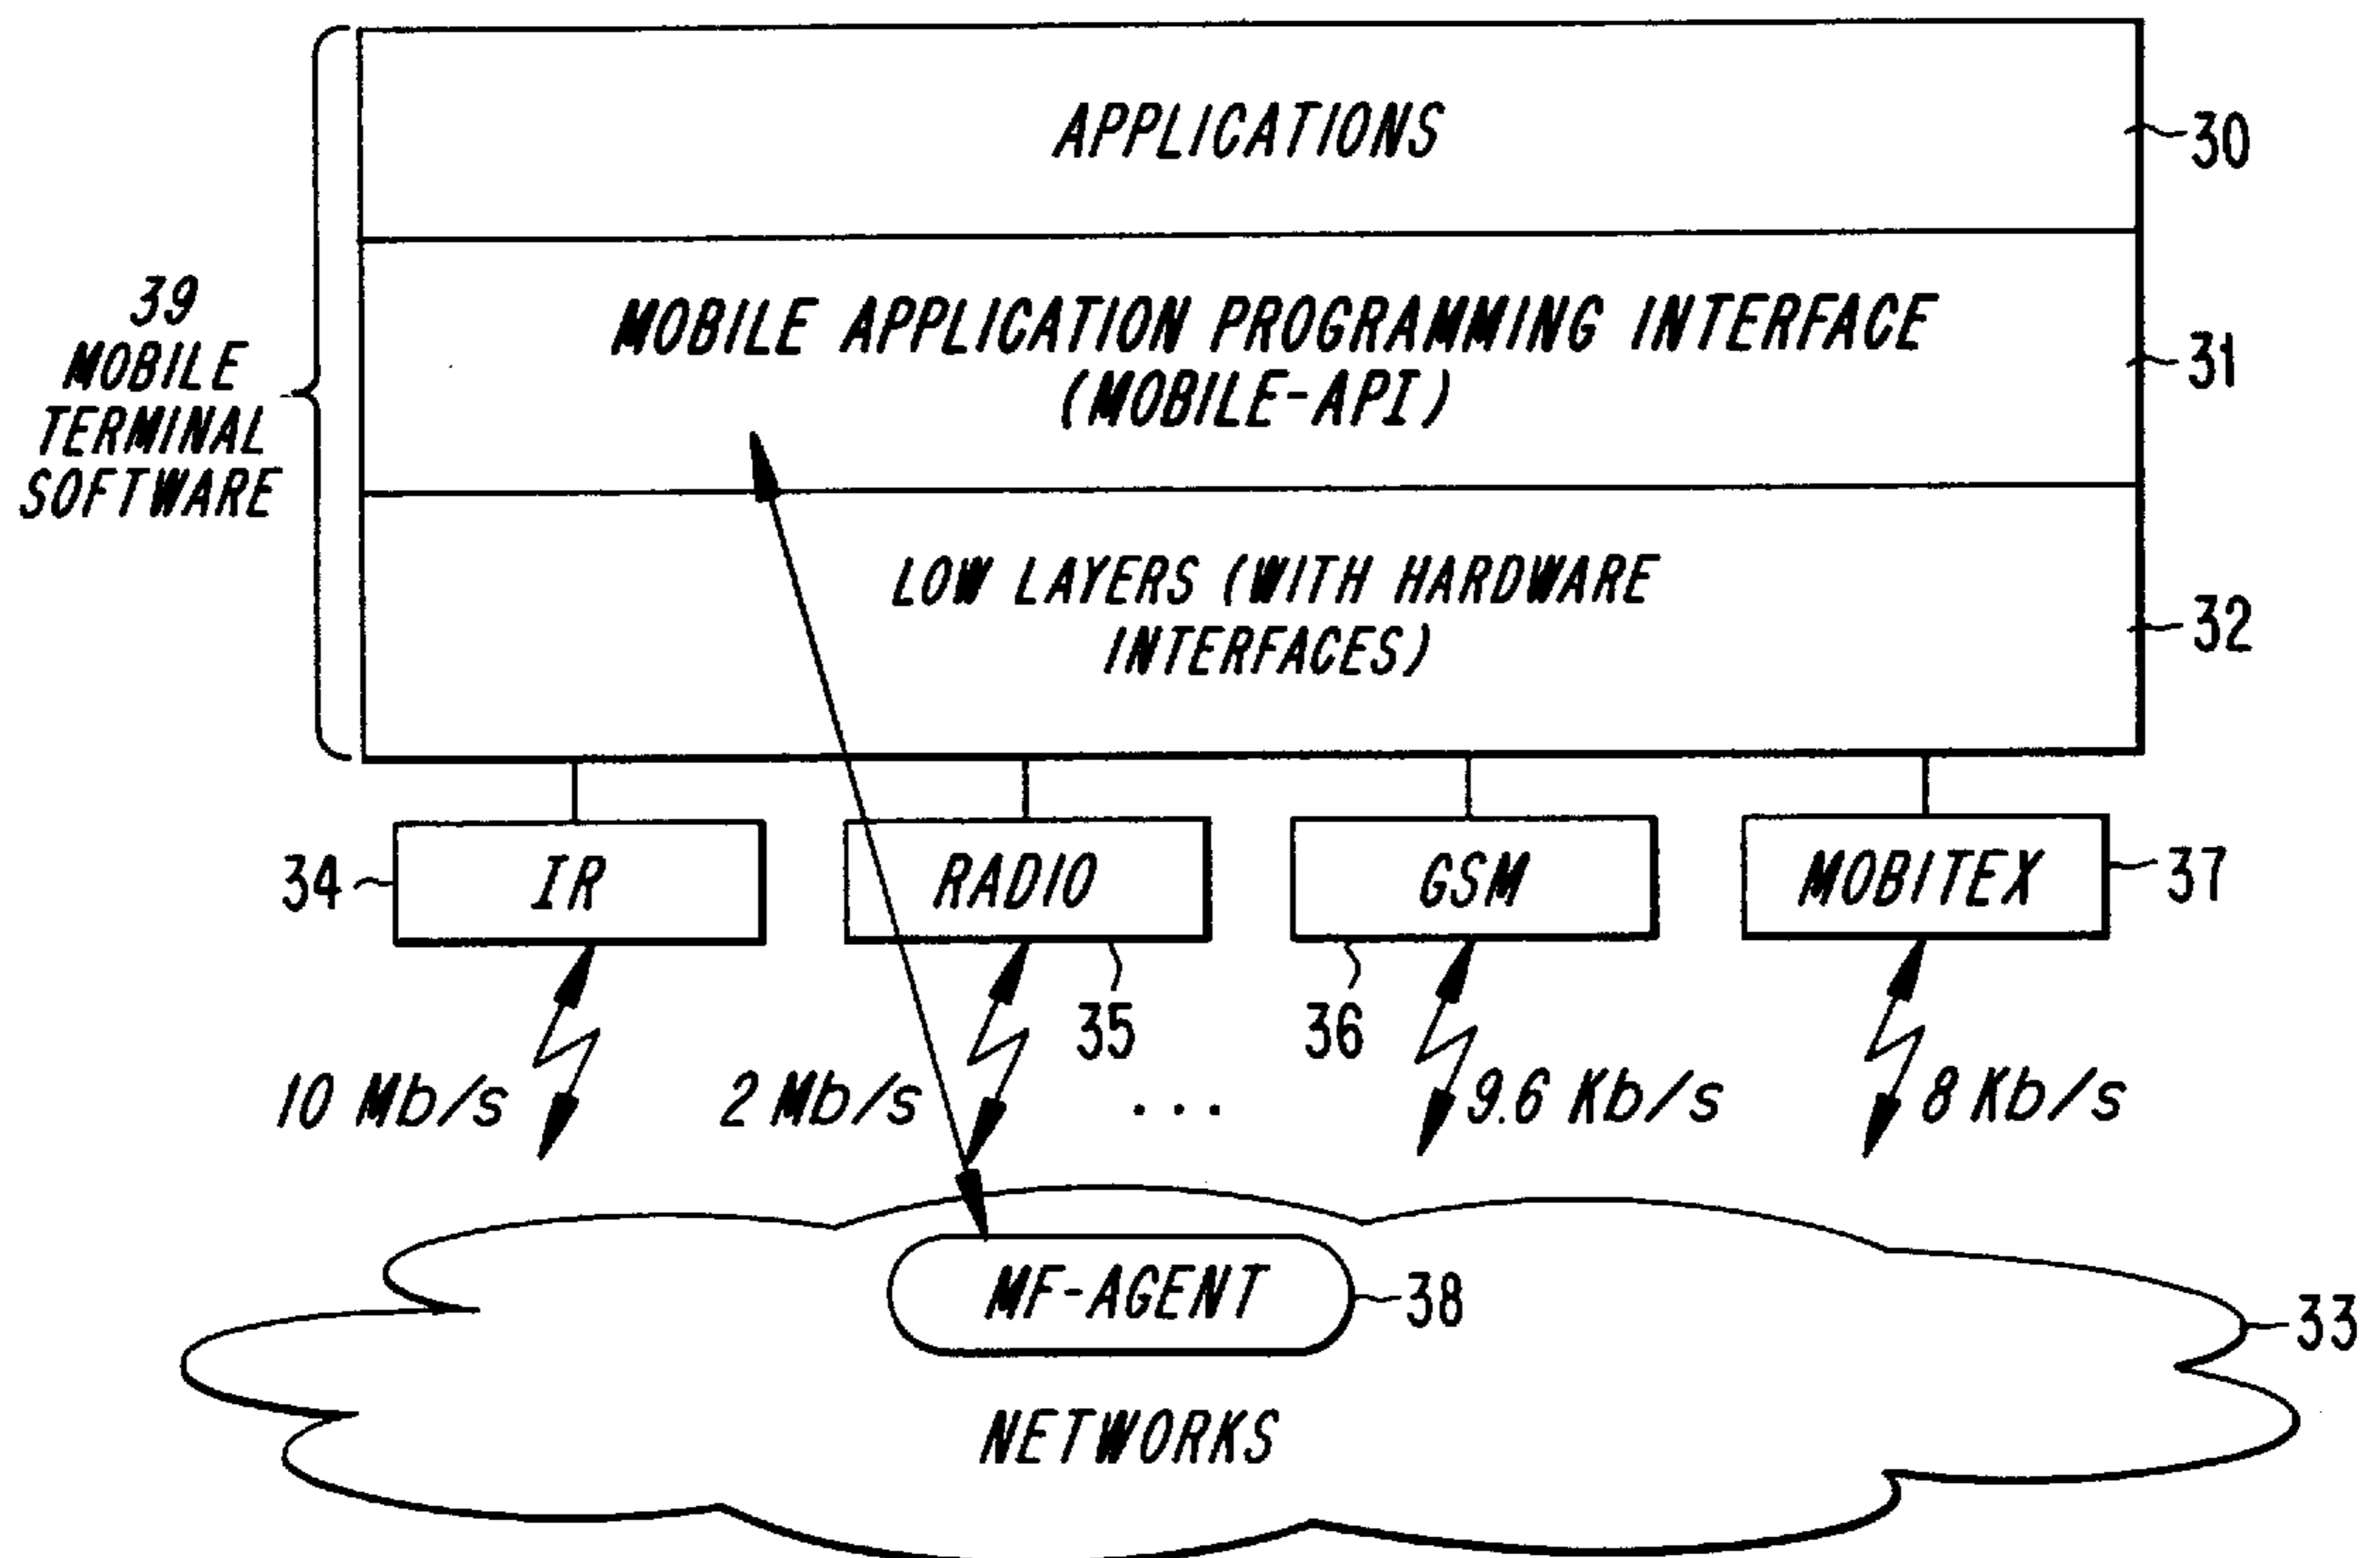 APPLICATIONS
30
39
MOBILE
TERMINAL
SOFTWARE
MOBILE APPLICATION PROGRAMMING INTERFACE
(MOBILE-API)
31
LOW LAYERS (WITH HARDWARE
INTERFACES)
32
34
IR
RADIO
GSM
MOBITEX
37
35
36
10 Mb/s
2 Mb/s
...
9.6 Kb/s
8 Kb/s
MF-AGENT
38
33
NETWORKS